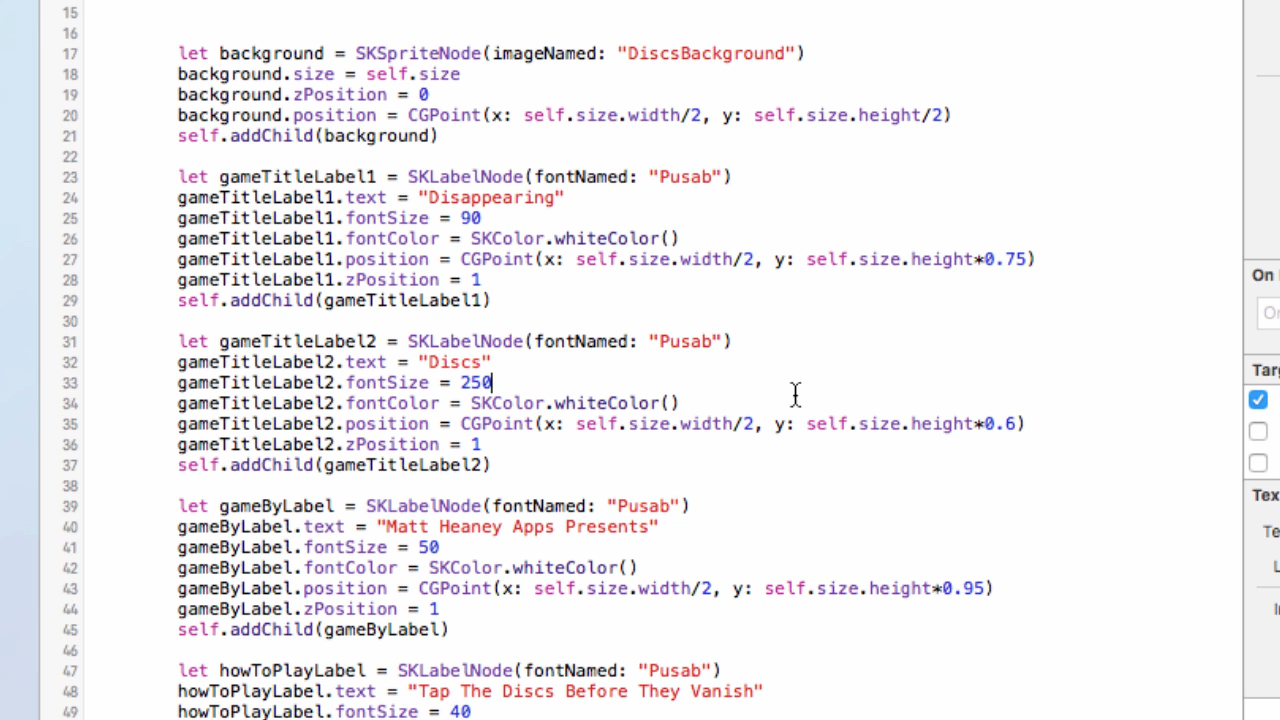 15
16
17 let background = SKSpriteNode(imageNamed: "DiscsBackground")
18 background.size = self.size
19 background.zPosition = 0
20 background.position = CGPoint(x: self.size.width/2, y: self.size.height/2)
21 self.addChild(background)
22
23 let gameTitleLabel1 = SKLabelNode(fontNamed: "Pusab")
24 gameTitleLabel1.text = "Disappearing"
25 gameTitleLabel1.fontSize = 90
26 gameTitleLabel1.fontColor = SKColor.whiteColor()
27 gameTitleLabel1.position = CGPoint(x: self.size.width/2, y: self.size.height*0.75)
28 gameTitleLabel1.zPosition = 1
29 self.addChild(gameTitleLabel1)
30
31 let gameTitleLabel2 = SKLabelNode(fontNamed: "Pusab")
32 gameTitleLabel2.text = "Discs"
33 gameTitleLabel2.fontSize = 250
34 gameTitleLabel2.fontColor = SKColor.whiteColor()
35 gameTitleLabel2.position = CGPoint(x: self.size.width/2, y: self.size.height*0.6)
36 gameTitleLabel2.zPosition = 1
37 self.addChild(gameTitleLabel2)
38
39 let gameByLabel = SKLabelNode(fontNamed: "Pusab")
40 gameByLabel.text = "Matt Heaney Apps Presents"
41 gameByLabel.fontSize = 50
42 gameByLabel.fontColor = SKColor.whiteColor()
43 gameByLabel.position = CGPoint(x: self.size.width/2, y: self.size.height*0.95)
44 gameByLabel.zPosition = 1
45 self.addChild(gameByLabel)
46
47 let howToPlayLabel = SKLabelNode(fontNamed: "Pusab")
48 howToPlayLabel.text = "Tap The Discs Before They Vanish"
49 howToPlayLabel.fontSize = 40
On